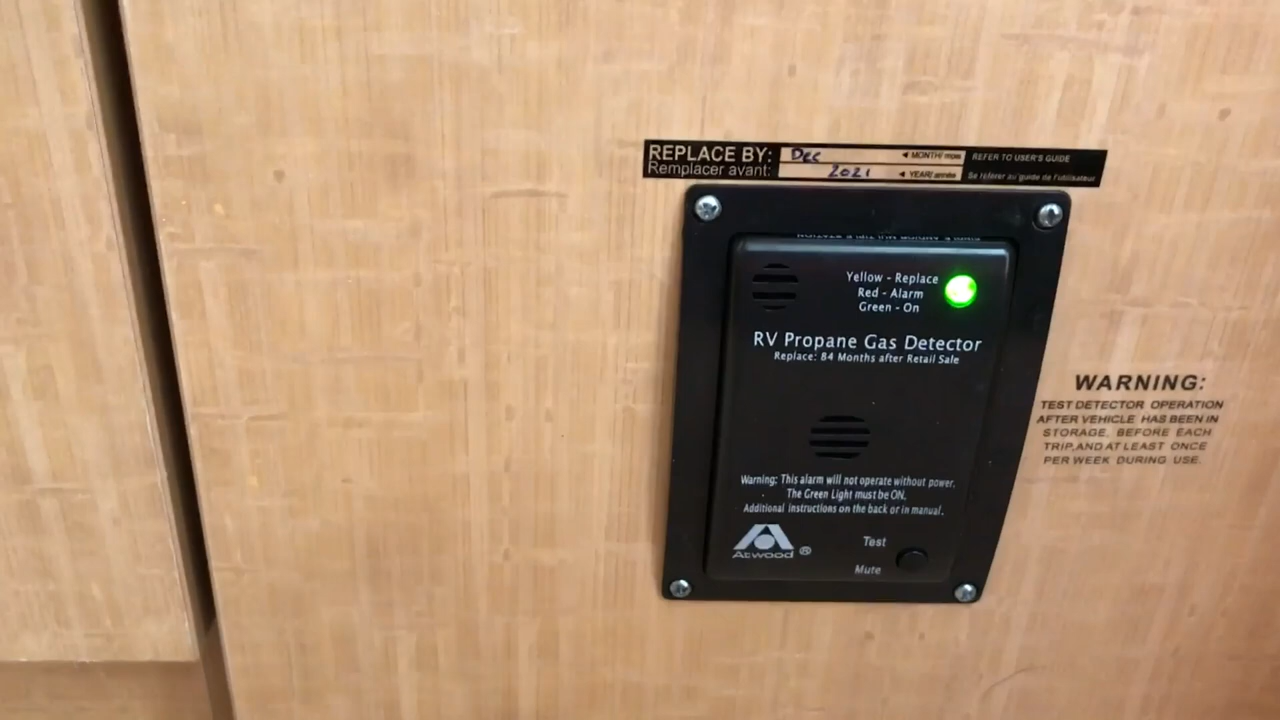 REPLACE BY: Dec ◄ MONTH/ mois REFER TO USER'S GUIDE
Remplacer avant: 2021 ◄ YEAR/ année Se référer au guide de l'utilisateur
Yellow - Replace
Red - Alarm
Green - On
RV Propane Gas Detector
Replace: 84 Months after Retail Sale
WARNING:
TEST DETECTOR OPERATION
AFTER VEHICLE HAS BEEN IN
STORAGE, BEFORE EACH
TRIP, AND AT LEAST ONCE
PER WEEK DURING USE.
Warning: This alarm will not operate without power.
The Green Light must be ON.
Additional instructions on the back or in manual.
Atwood ®
Test
Mute